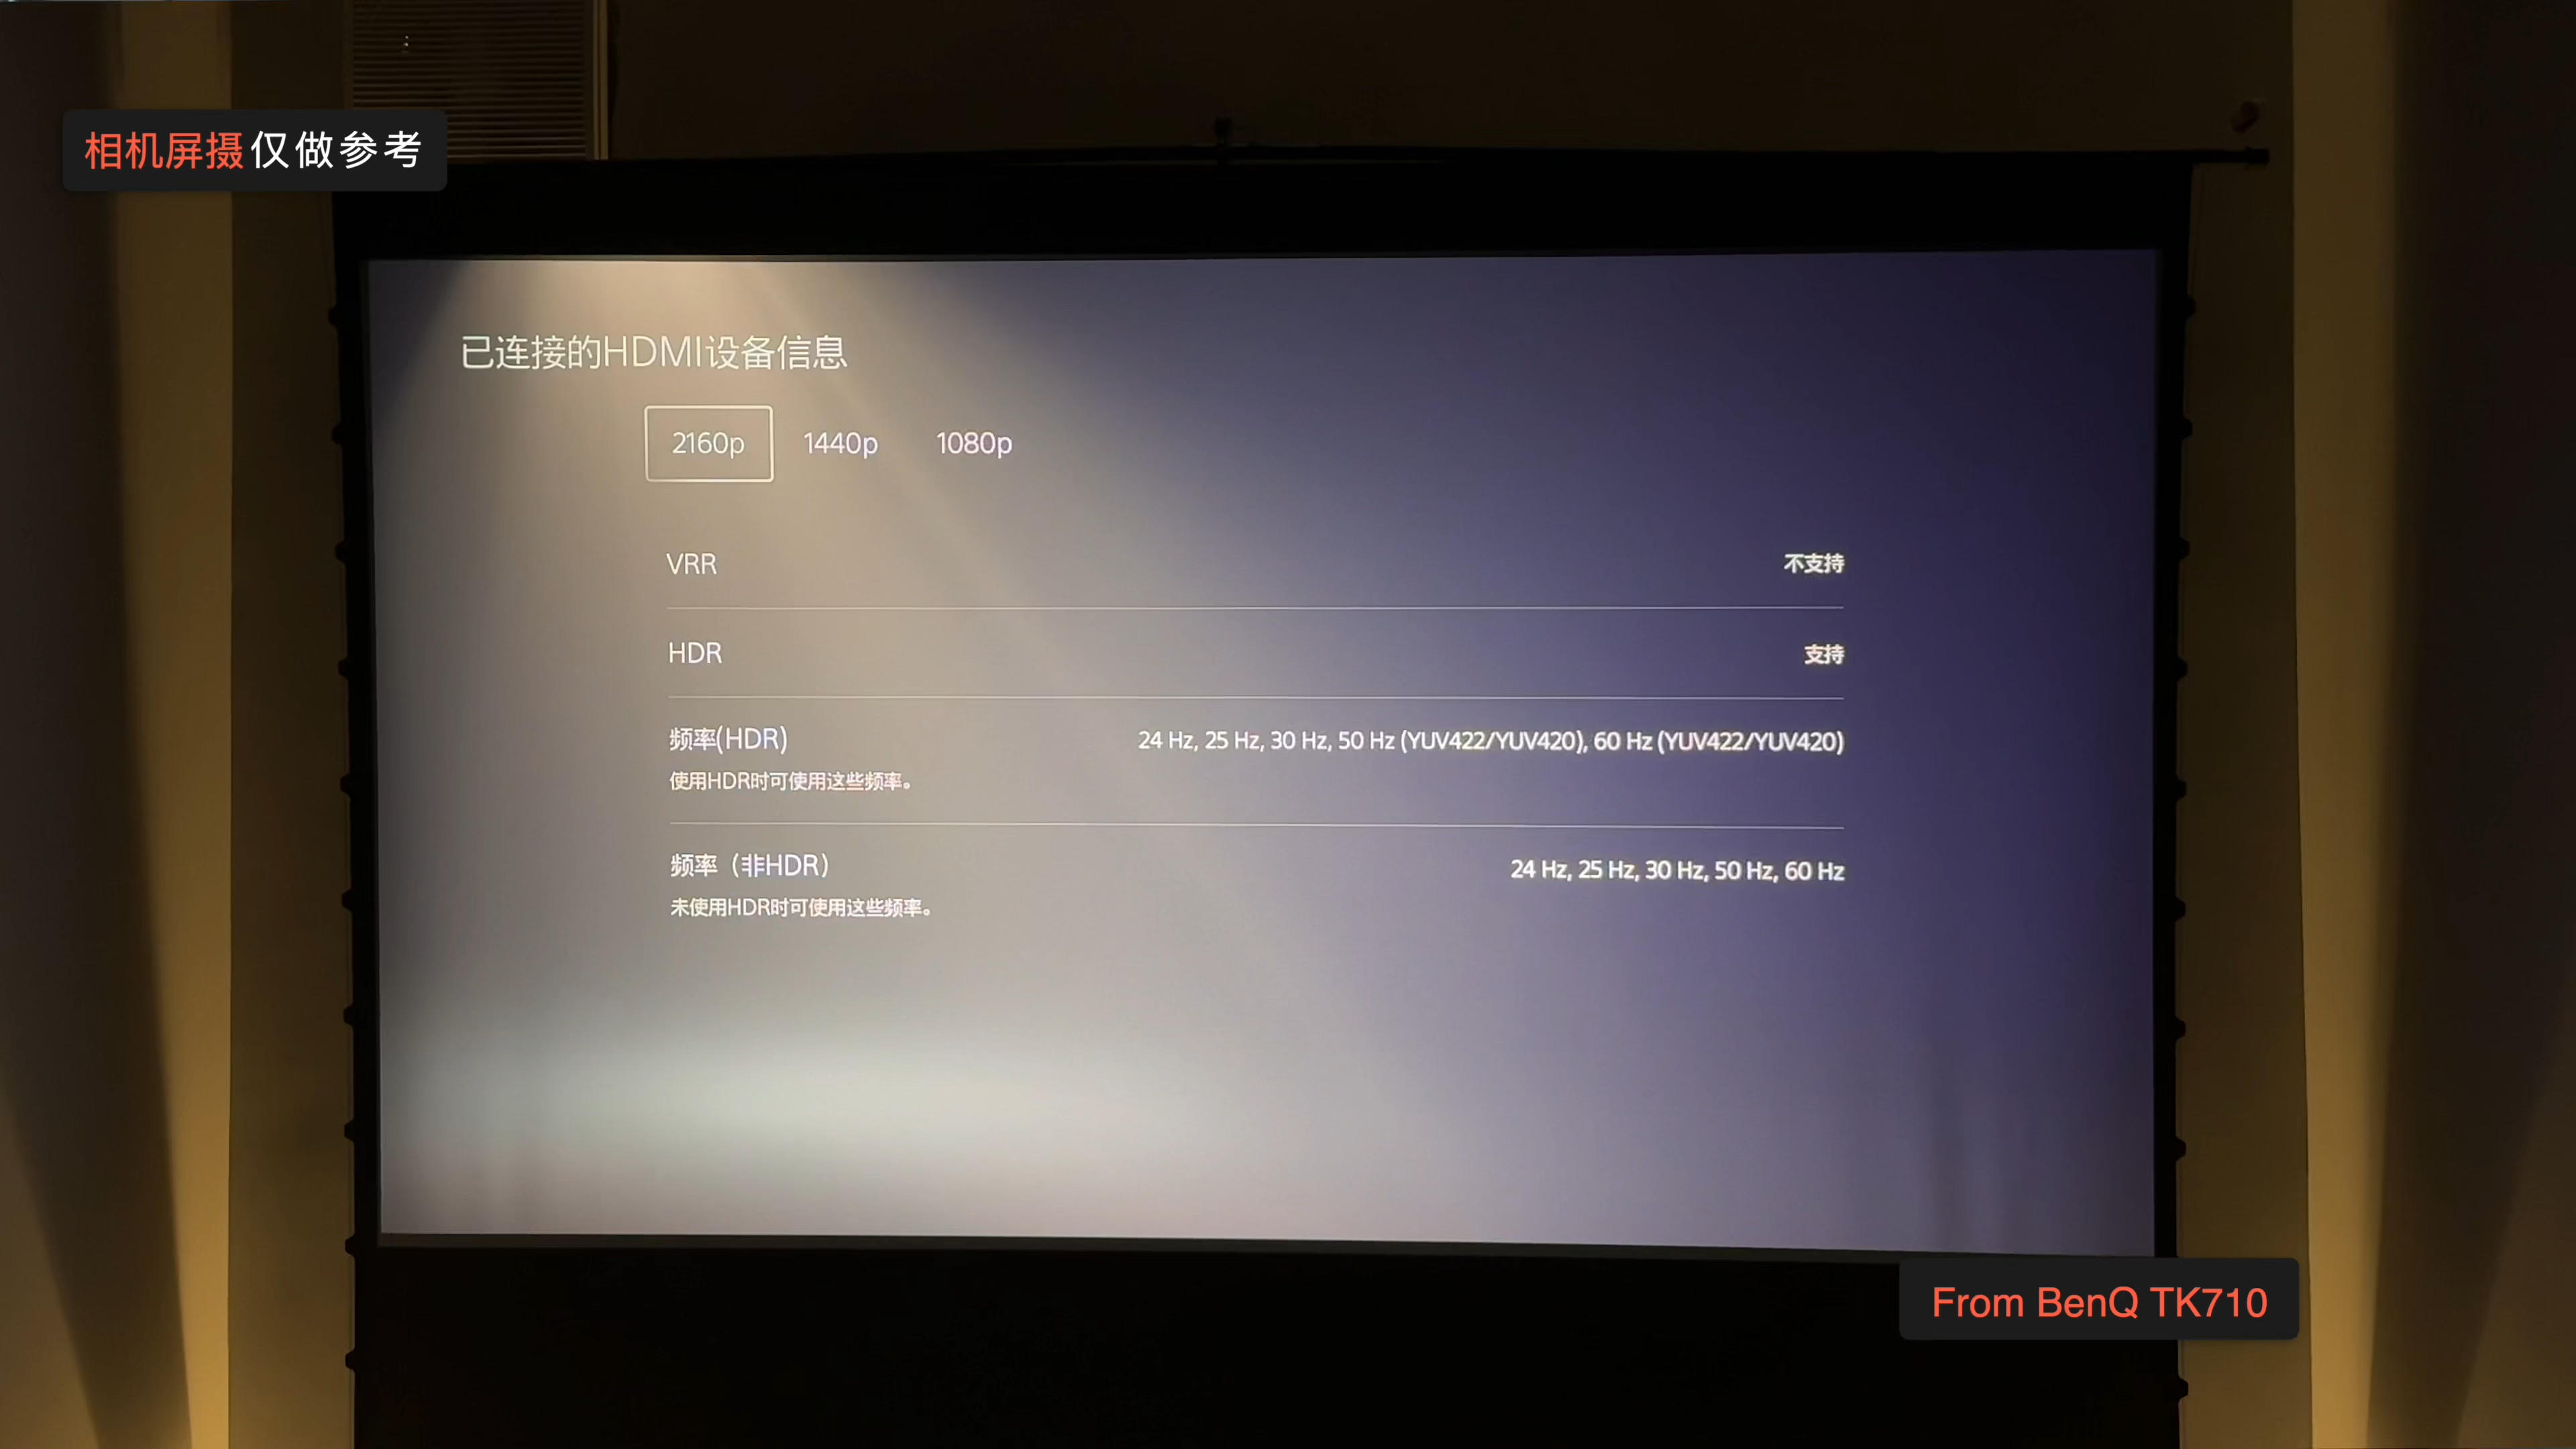 相机屏摄仅做参考
已连接的HDMI设备信息
2160p 1440p 1080p
VRR 不支持
HDR 支持
频率(HDR) 24 Hz, 25 Hz, 30 Hz, 50 Hz (YUV422/YUV420), 60 Hz (YUV422/YUV420)
使用HDR时可使用这些频率。
频率（非HDR） 24 Hz, 25 Hz, 30 Hz, 50 Hz, 60 Hz
未使用HDR时可使用这些频率。
From BenQ TK710